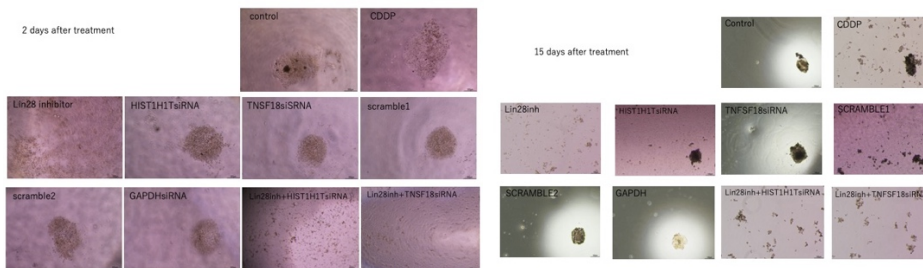 2 days after treatment
control
CDDP
Lin28 inhibitor
HIST1H1TsiRNA
TNSF18siSRNA
scramble1
scramble2
GAPDHsiRNA
Lin28inh+HIST1H1TsiRNA
Lin28inh+TNSF18siRNA
15 days after treatment
Control
CDDP
Lin28inh
HIST1H1TsiRNA
TNFSF18siRNA
SCRAMBLE1
SCRAMBLE2
GAPDH
Lin28inh+HIST1H1TsiRNA
Lin28inh+TNFSF18siRNA